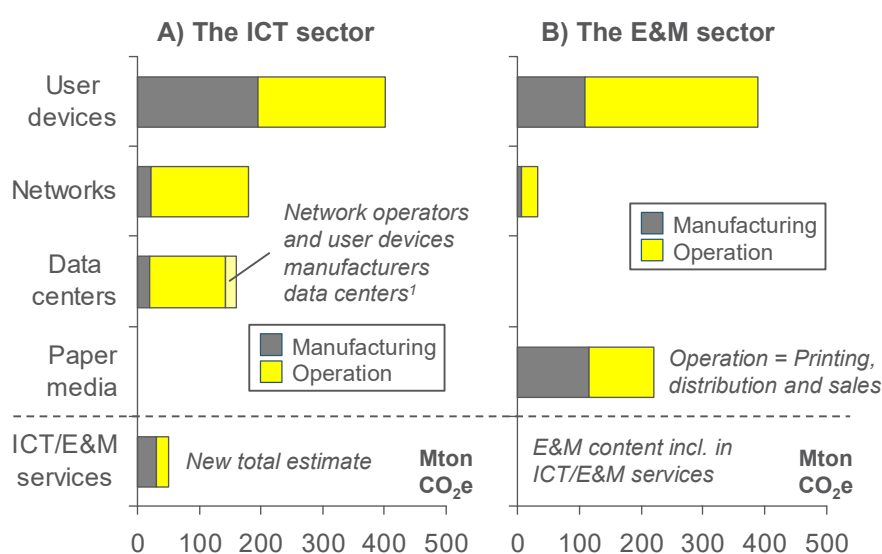 A) The ICT sector
B) The E&M sector
User
devices
Networks
Data
centers
Paper
media
ICT/E&M
services
Network operators
and user devices
manufacturers
data centers¹
Manufacturing
Operation
New total estimate
Mton
CO₂e
0 100 200 300 400 500
Manufacturing
Operation
Operation = Printing,
distribution and sales
E&M content incl. in
ICT/E&M services
Mton
CO₂e
0 100 200 300 400 500